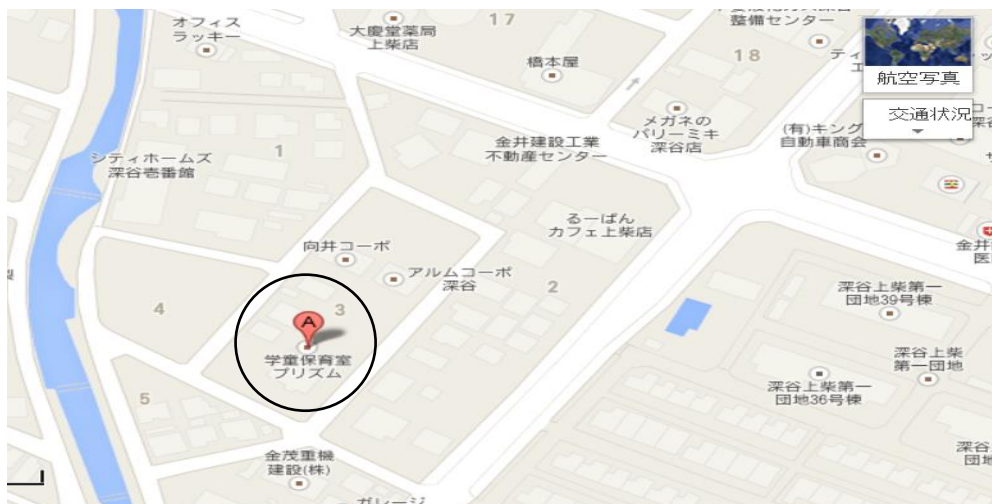 オフィス
ラッキー
大慶堂薬局
上柴店
17
橋本屋
整備センター
18
航空写真
交通状況
メガネの
パリーミキ
深谷店
(有)キング
自動車商会
金井建設工業
不動産センター
1
シティホームズ
深谷壱番館
るーぱん
カフェ上柴店
向井コーポ
アルムコーポ
深谷
2
3
4
5
A
学童保育室
プリズム
深谷上柴第一
団地39号棟
深谷上柴
第一団地
深谷上柴第一
団地36号棟
金茂重機
建設(株)
ガレージ